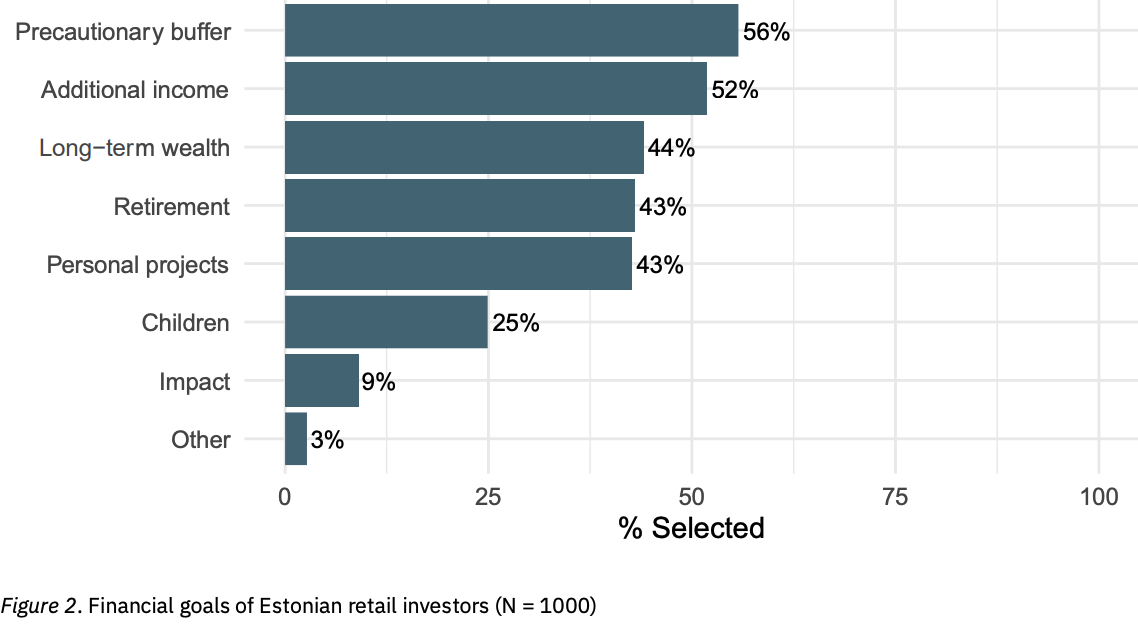 Precautionary buffer 56%
Additional income 52%
Long−term wealth 44%
Retirement 43%
Personal projects 43%
Children 25%
Impact 9%
Other 3%
0 25 50 75 100
% Selected
Figure 2. Financial goals of Estonian retail investors (N = 1000)